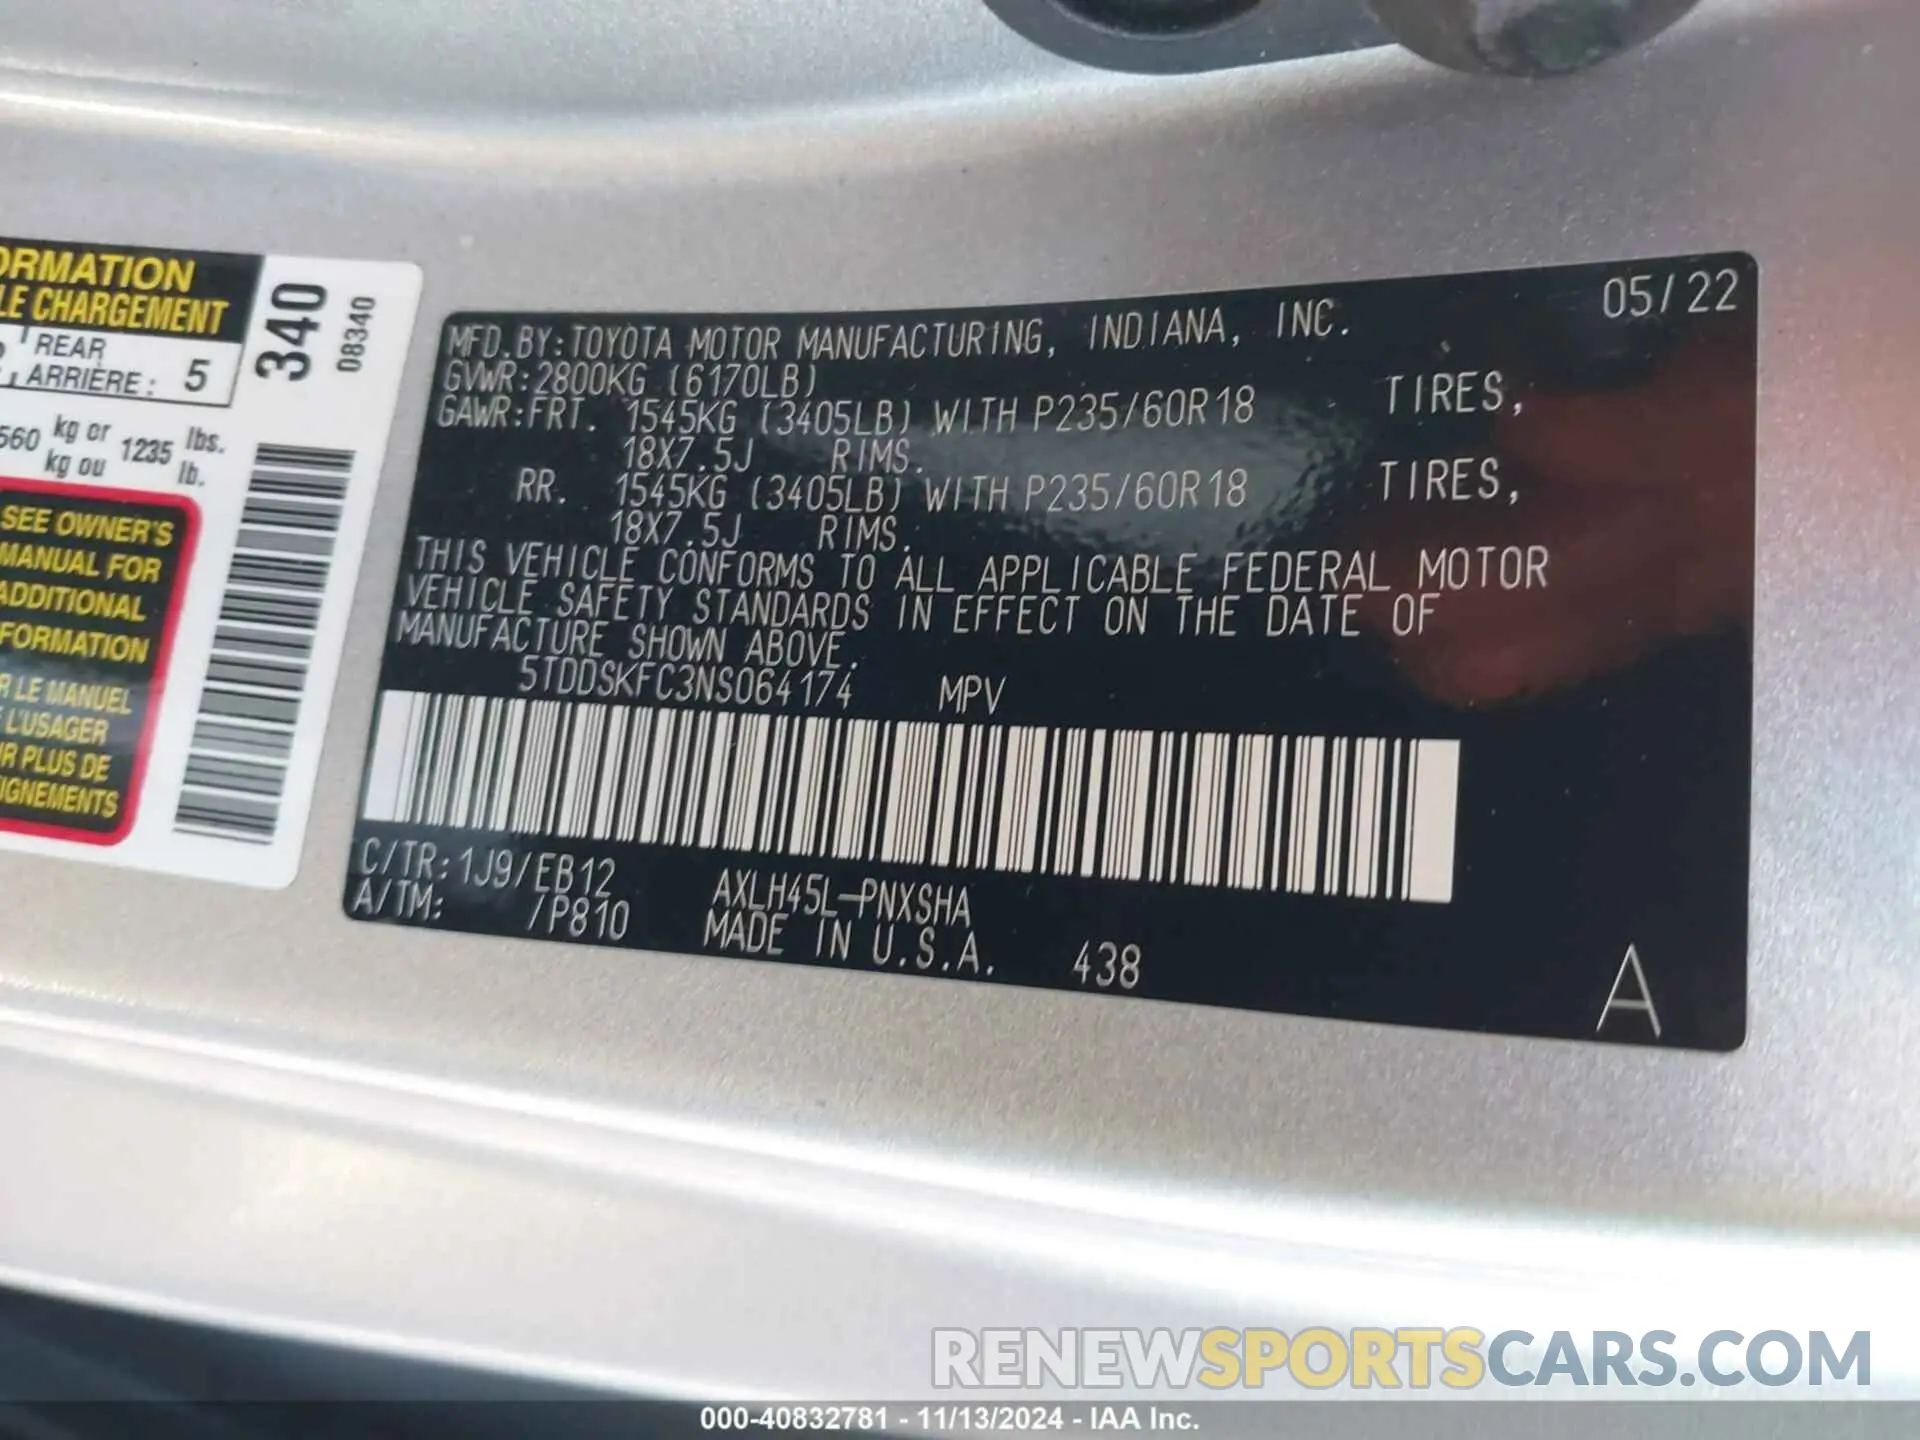 ORMATION
LE CHARGEMENT
REAR
ARRIÈRE : 5
560 kg or 1235 lbs.
kg ou lb.
SEE OWNER'S
MANUAL FOR
ADDITIONAL
FORMATION
R LE MANUEL
L'USAGER
R PLUS DE
IGNEMENTS
340
08340
05/22
MFD.BY:TOYOTA MOTOR MANUFACTURING, INDIANA, INC.
GVWR:2800KG (6170LB)
GAWR:FRT. 1545KG (3405LB) WITH P235/60R18 TIRES,
18X7.5J RIMS.
RR. 1545KG (3405LB) WITH P235/60R18 TIRES,
18X7.5J RIMS.
THIS VEHICLE CONFORMS TO ALL APPLICABLE FEDERAL MOTOR
VEHICLE SAFETY STANDARDS IN EFFECT ON THE DATE OF
MANUFACTURE SHOWN ABOVE.
5TDDSKFC3NS064174 MPV
C/TR:1J9/EB12 AXLH45L-PNXSHA
A/TM: /P810 MADE IN U.S.A. 438
A
RENEWSPORTSCARS.COM
000-40832781 - 11/13/2024 - IAA Inc.